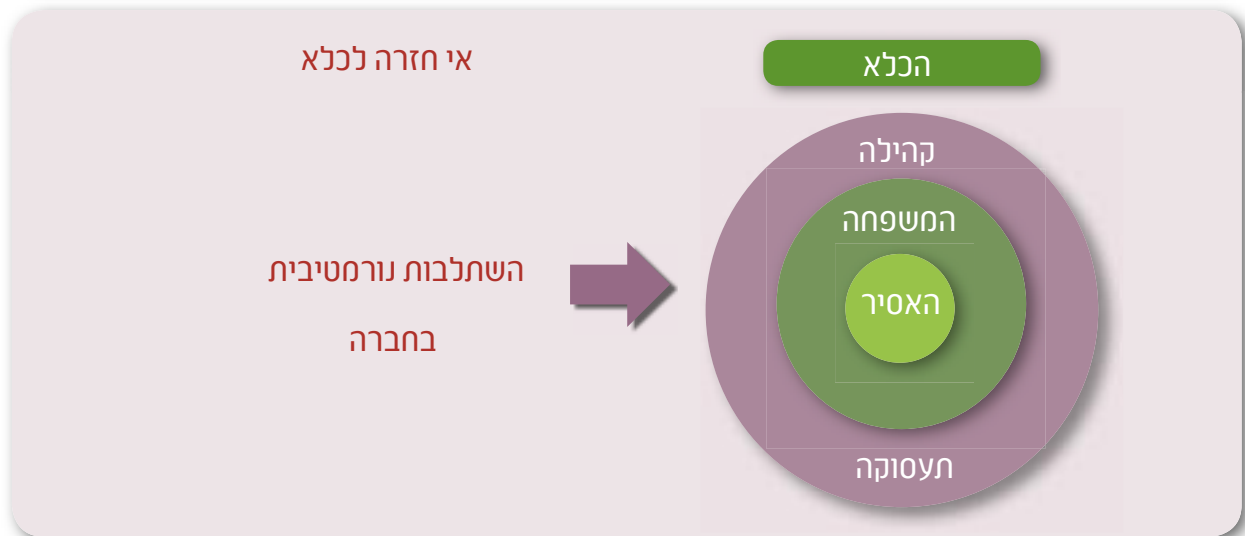 הכלא
אי חזרה לכלא
קהילה
המשפחה
האסיר
תעסוקה
השתלבות נורמטיבית
בחברה